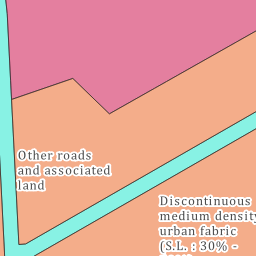 Other roads
and associated
land
Discontinuous
medium density
urban fabric
(S.L. : 30% -